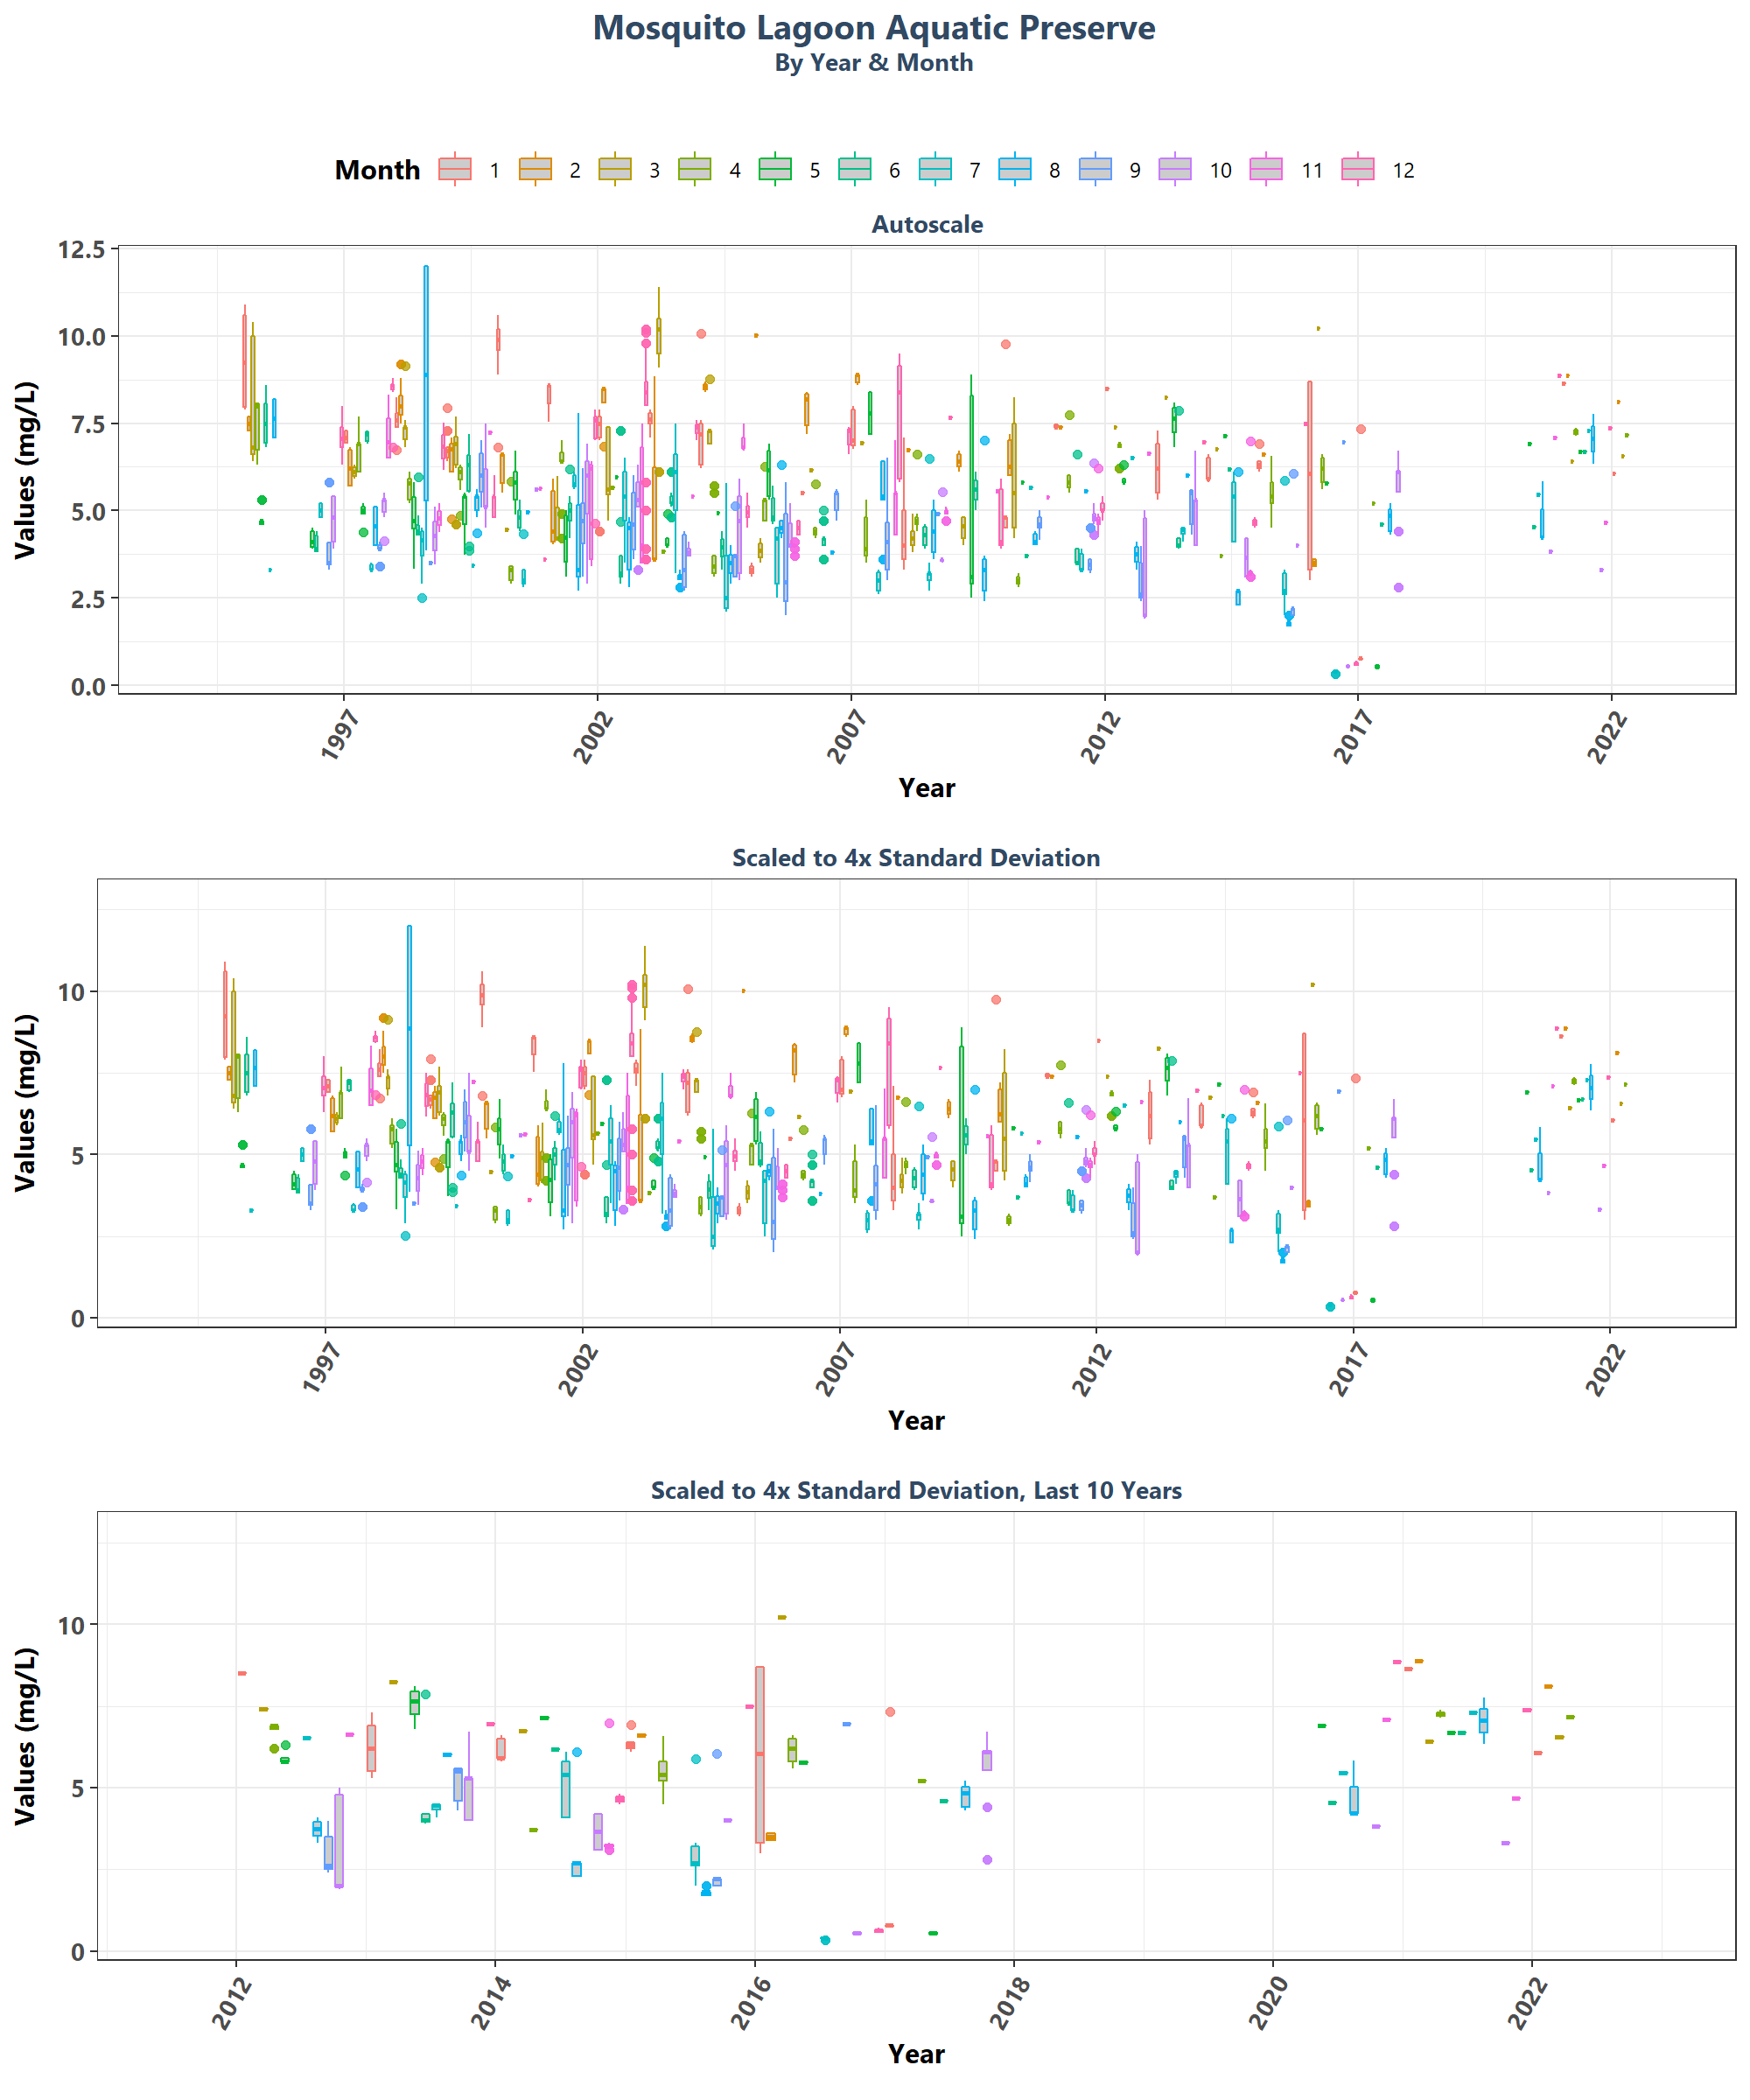 Mosquito Lagoon Aquatic Preserve
By Year & Month
Month 1 2 3 4 5 6 7 8 9 10 11 12
Autoscale
12.5
10.0
7.5
5.0
2.5
0.0
Values (mg/L)
1997 2002 2007 2012 2017 2022
Year
Scaled to 4x Standard Deviation
10
5
0
Values (mg/L)
1997 2002 2007 2012 2017 2022
Year
Scaled to 4x Standard Deviation, Last 10 Years
10
5
0
Values (mg/L)
2012 2014 2016 2018 2020 2022
Year